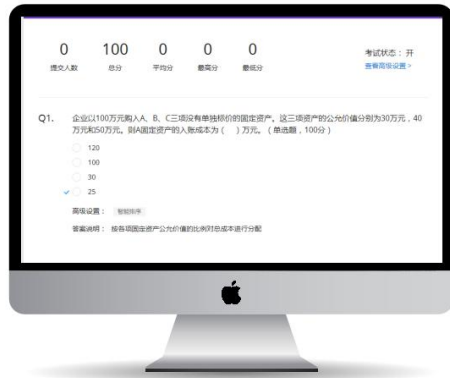 0 100 0 0 0
提交人数 总分 平均分 最高分 最低分
考试状态：开
查看高级设置 >
Q1. 企业以100万元购入A、B、C三项没有单独标价的固定资产。这三项资产的公允价值分别为30万元，40
万元和50万元。则A固定资产的入账成本为（ ）万元。（单选题，100分）
120
100
30
25
高级设置： 智能排序
答案说明： 按各项固定资产公允价值的比例对总成本进行分配